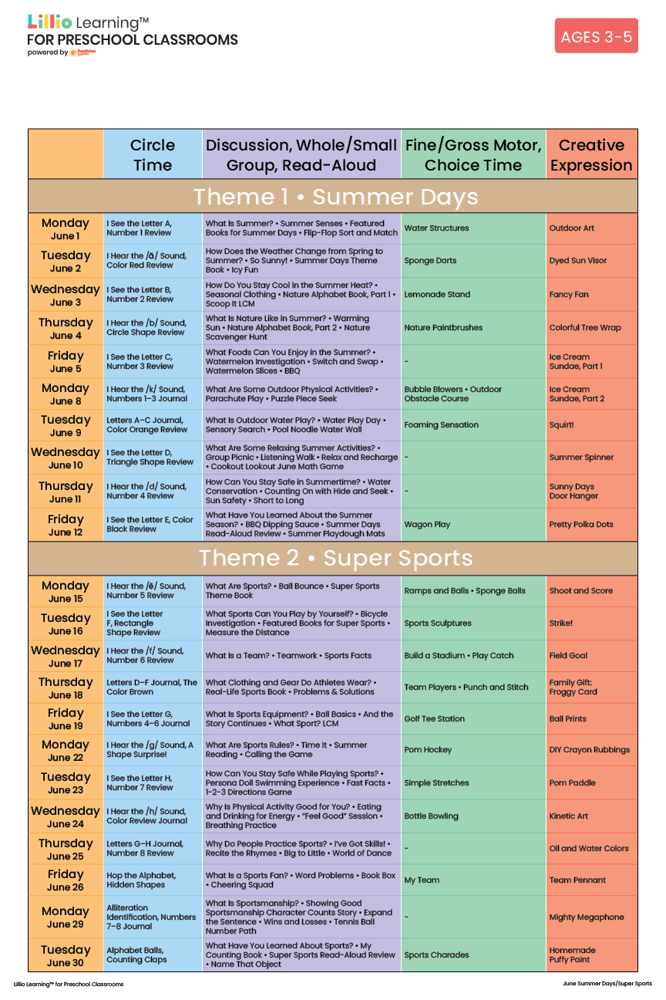 Lillio Learning™
FOR PRESCHOOL CLASSROOMS
powered by FunShine Express
AGES 3–5
Circle
Time
Discussion, Whole/Small
Group, Read-Aloud
Fine/Gross Motor,
Choice Time
Creative
Expression
Theme 1 • Summer Days
Monday
June 1
I See the Letter A,
Number 1 Review
What Is Summer? • Summer Senses • Featured
Books for Summer Days • Flip-Flop Sort and Match
Water Structures
Outdoor Art
Tuesday
June 2
I Hear the /ă/ Sound,
Color Red Review
How Does the Weather Change from Spring to
Summer? • So Sunny! • Summer Days Theme
Book • Icy Fun
Sponge Darts
Dyed Sun Visor
Wednesday
June 3
I See the Letter B,
Number 2 Review
How Do You Stay Cool in the Summer Heat? •
Seasonal Clothing • Nature Alphabet Book, Part 1 •
Scoop It LCM
Lemonade Stand
Fancy Fan
Thursday
June 4
I Hear the /b/ Sound,
Circle Shape Review
What Is Nature Like in Summer? • Warming
Sun • Nature Alphabet Book, Part 2 • Nature
Scavenger Hunt
Nature Paintbrushes
Colorful Tree Wrap
Friday
June 5
I See the Letter C,
Number 3 Review
What Foods Can You Enjoy in the Summer? •
Watermelon Investigation • Switch and Swap •
Watermelon Slices • BBQ
-
Ice Cream
Sundae, Part 1
Monday
June 8
I Hear the /k/ Sound,
Numbers 1–3 Journal
What Are Some Outdoor Physical Activities? •
Parachute Play • Puzzle Piece Seek
Bubble Blowers • Outdoor
Obstacle Course
Ice Cream
Sundae, Part 2
Tuesday
June 9
Letters A–C Journal,
Color Orange Review
What Is Outdoor Water Play? • Water Play Day •
Sensory Search • Pool Noodle Water Wall
Foaming Sensation
Squirt!
Wednesday
June 10
I See the Letter D,
Triangle Shape Review
What Are Some Relaxing Summer Activities? •
Group Picnic • Listening Walk • Relax and Recharge
• Cookout Lookout June Math Game
-
Summer Spinner
Thursday
June 11
I Hear the /d/ Sound,
Number 4 Review
How Can You Stay Safe in Summertime? • Water
Conservation • Counting On with Hide and Seek •
Sun Safety • Short to Long
-
Sunny Days
Door Hanger
Friday
June 12
I See the Letter E, Color
Black Review
What Have You Learned About the Summer
Season? • BBQ Dipping Sauce • Summer Days
Read-Aloud Review • Summer Playdough Mats
Wagon Play
Pretty Polka Dots
Theme 2 • Super Sports
Monday
June 15
I Hear the /ĕ/ Sound,
Number 5 Review
What Are Sports? • Ball Bounce • Super Sports
Theme Book
Ramps and Balls • Sponge Balls
Shoot and Score
Tuesday
June 16
I See the Letter
F, Rectangle
Shape Review
What Sports Can You Play by Yourself? • Bicycle
Investigation • Featured Books for Super Sports •
Measure the Distance
Sports Sculptures
Strike!
Wednesday
June 17
I Hear the /f/ Sound,
Number 6 Review
What Is a Team? • Teamwork • Sports Facts
Build a Stadium • Play Catch
Field Goal
Thursday
June 18
Letters D–F Journal, The
Color Brown
What Clothing and Gear Do Athletes Wear? •
Real-Life Sports Book • Problems & Solutions
Team Players • Punch and Stitch
Family Gift:
Froggy Card
Friday
June 19
I See the Letter G,
Numbers 4–6 Journal
What Is Sports Equipment? • Ball Basics • And the
Story Continues • What Sport? LCM
Golf Tee Station
Ball Prints
Monday
June 22
I Hear the /g/ Sound, A
Shape Surprise!
What Are Sports Rules? • Time It • Summer
Reading • Calling the Game
Pom Hockey
DIY Crayon Rubbings
Tuesday
June 23
I See the Letter H,
Number 7 Review
How Can You Stay Safe While Playing Sports? •
Persona Doll Swimming Experience • Fast Facts •
1-2-3 Directions Game
Simple Stretches
Pom Paddle
Wednesday
June 24
I Hear the /h/ Sound,
Color Review Journal
Why Is Physical Activity Good for You? • Eating
and Drinking for Energy • “Feel Good” Session •
Breathing Practice
Bottle Bowling
Kinetic Art
Thursday
June 25
Letters G–H Journal,
Number 8 Review
Why Do People Practice Sports? • I've Got Skills! •
Recite the Rhymes • Big to Little • World of Dance
-
Oil and Water Colors
Friday
June 26
Hop the Alphabet,
Hidden Shapes
What Is a Sports Fan? • Word Problems • Book Box
• Cheering Squad
My Team
Team Pennant
Monday
June 29
Alliteration
Identification, Numbers
7–8 Journal
What Is Sportsmanship? • Showing Good
Sportsmanship Character Counts Story • Expand
the Sentence • Wins and Losses • Tennis Ball
Number Path
-
Mighty Megaphone
Tuesday
June 30
Alphabet Balls,
Counting Claps
What Have You Learned About Sports? • My
Counting Book • Super Sports Read-Aloud Review
• Name That Object
Sports Charades
Homemade
Puffy Paint
Lillio Learning™ for Preschool Classrooms
June Summer Days/Super Sports